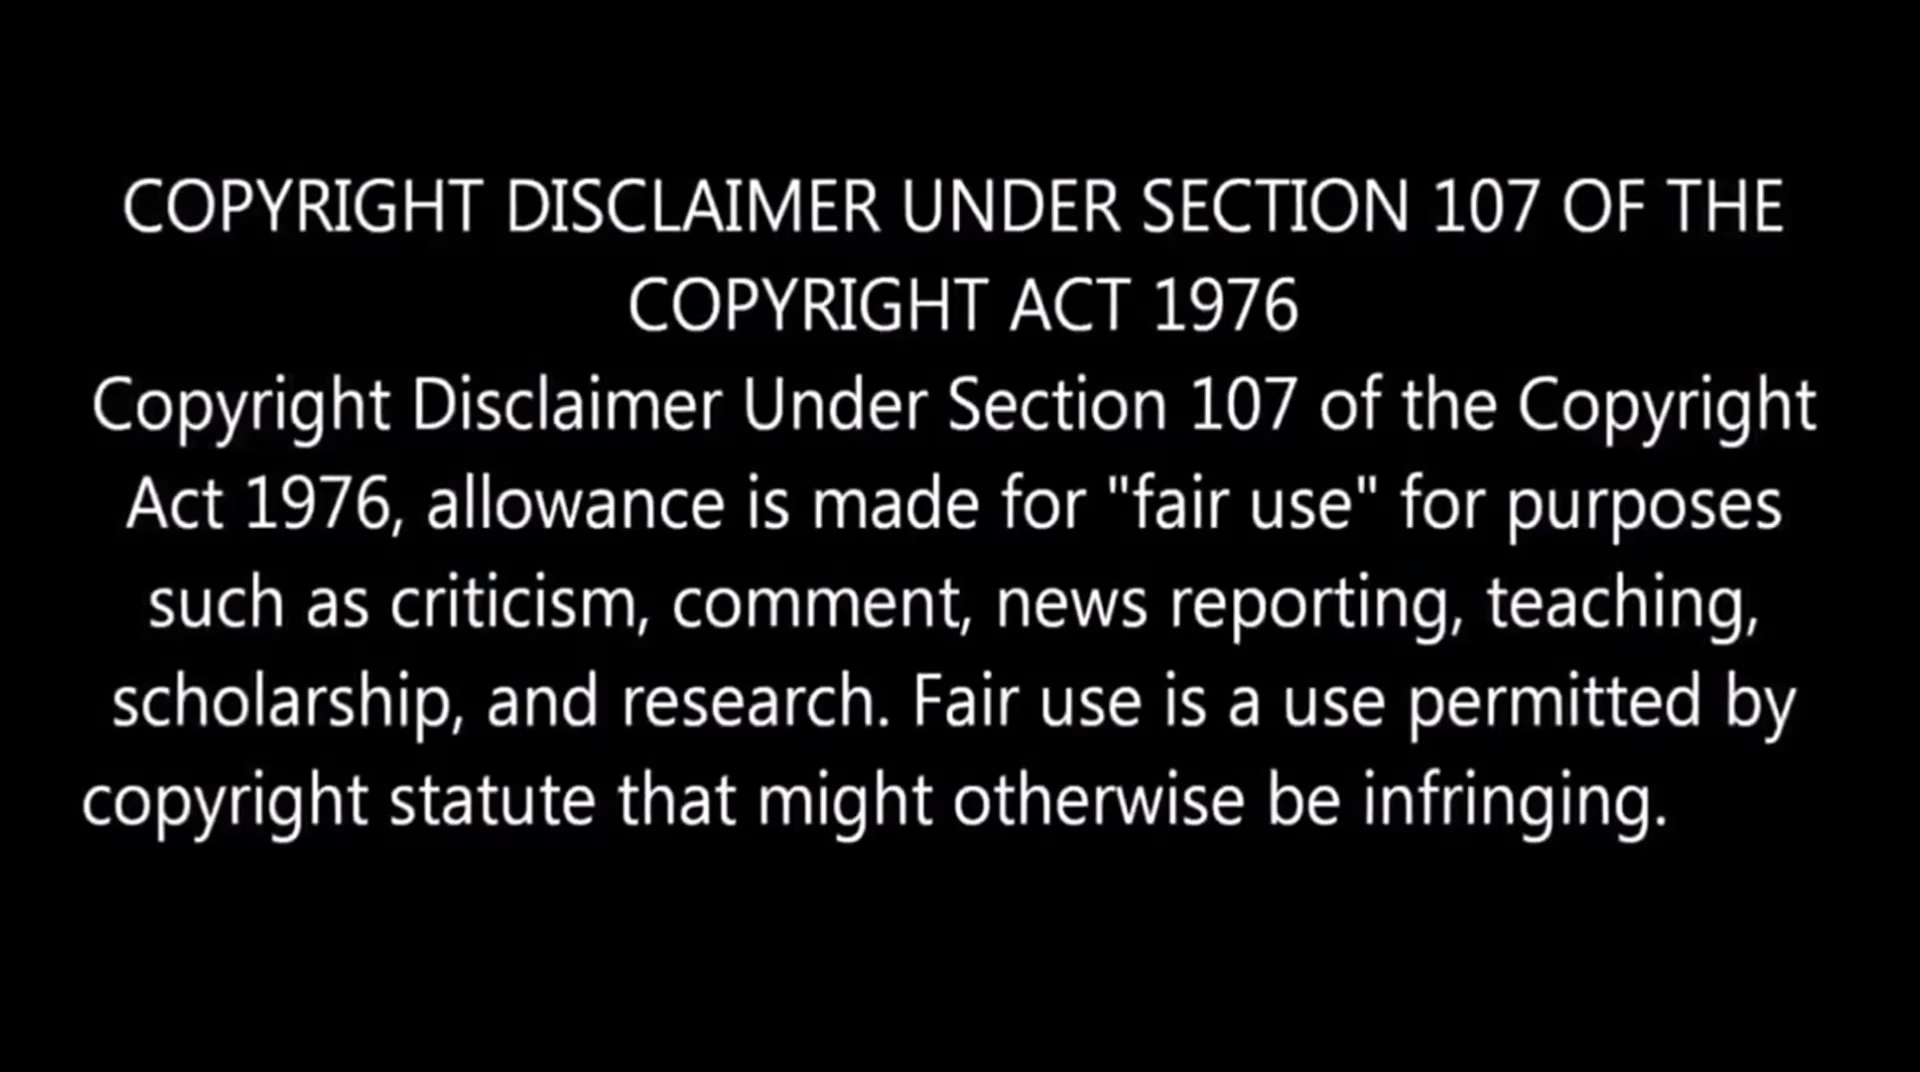 COPYRIGHT DISCLAIMER UNDER SECTION 107 OF THE
COPYRIGHT ACT 1976
Copyright Disclaimer Under Section 107 of the Copyright
Act 1976, allowance is made for "fair use" for purposes
such as criticism, comment, news reporting, teaching,
scholarship, and research. Fair use is a use permitted by
copyright statute that might otherwise be infringing.